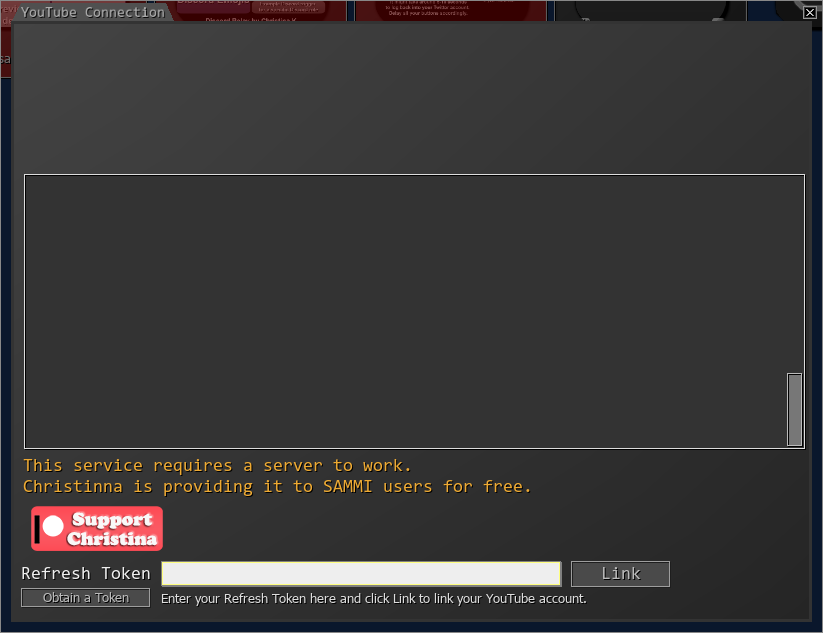 YouTube Connection
This service requires a server to work.
Christinna is providing it to SAMMI users for free.
Support
Christina
Refresh Token
Link
Obtain a Token
Enter your Refresh Token here and click Link to link your YouTube account.